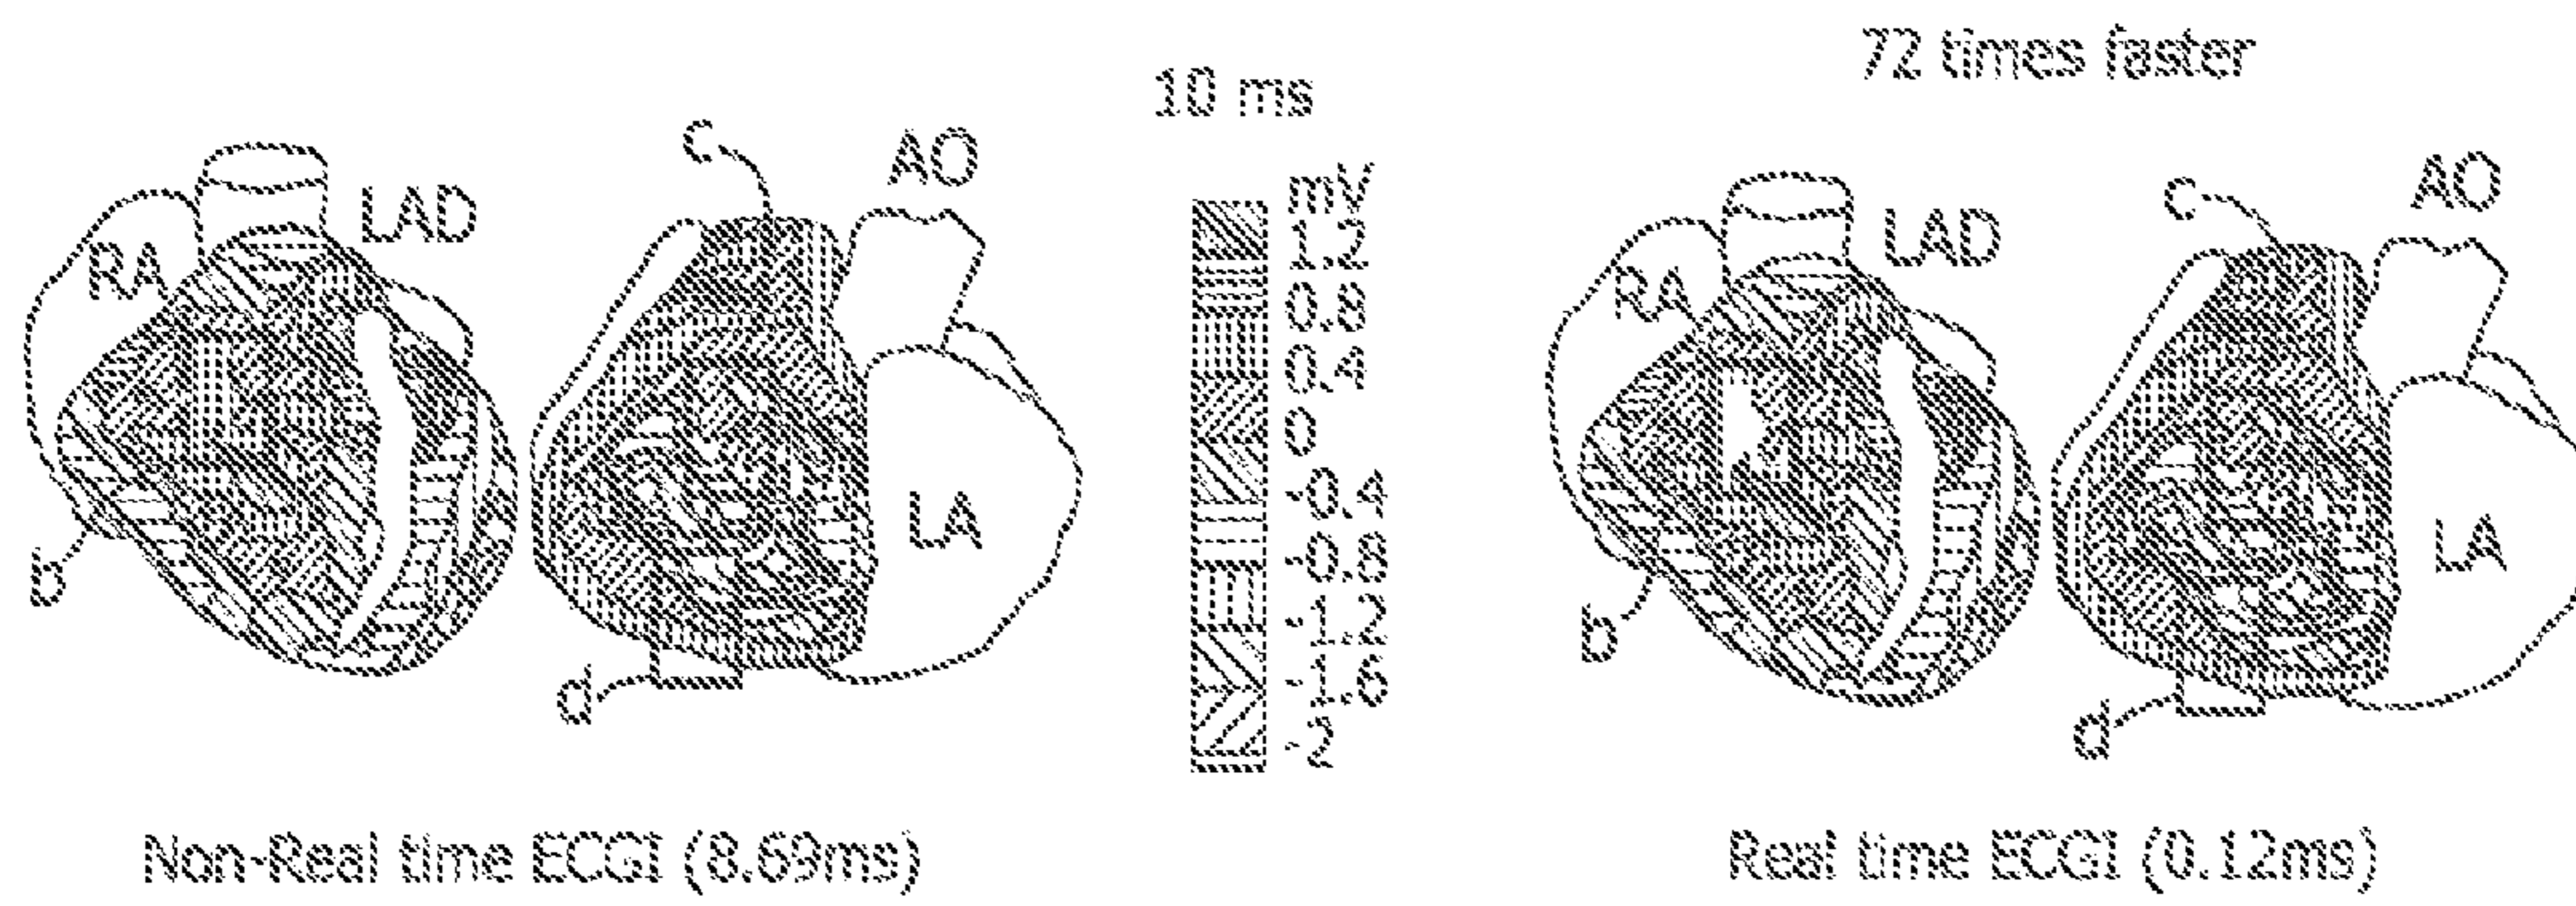 72 times faster
10 ms
C
AO
C
AO
LAD
LAD
RA
RA
mV
1.2
0.8
0.4
0
-0.4
-0.8
-1.2
-1.6
-2
LA
LA
b
b
d
d
Non-Real time ECGI (8.69ms)
Real time ECGI (0.12ms)